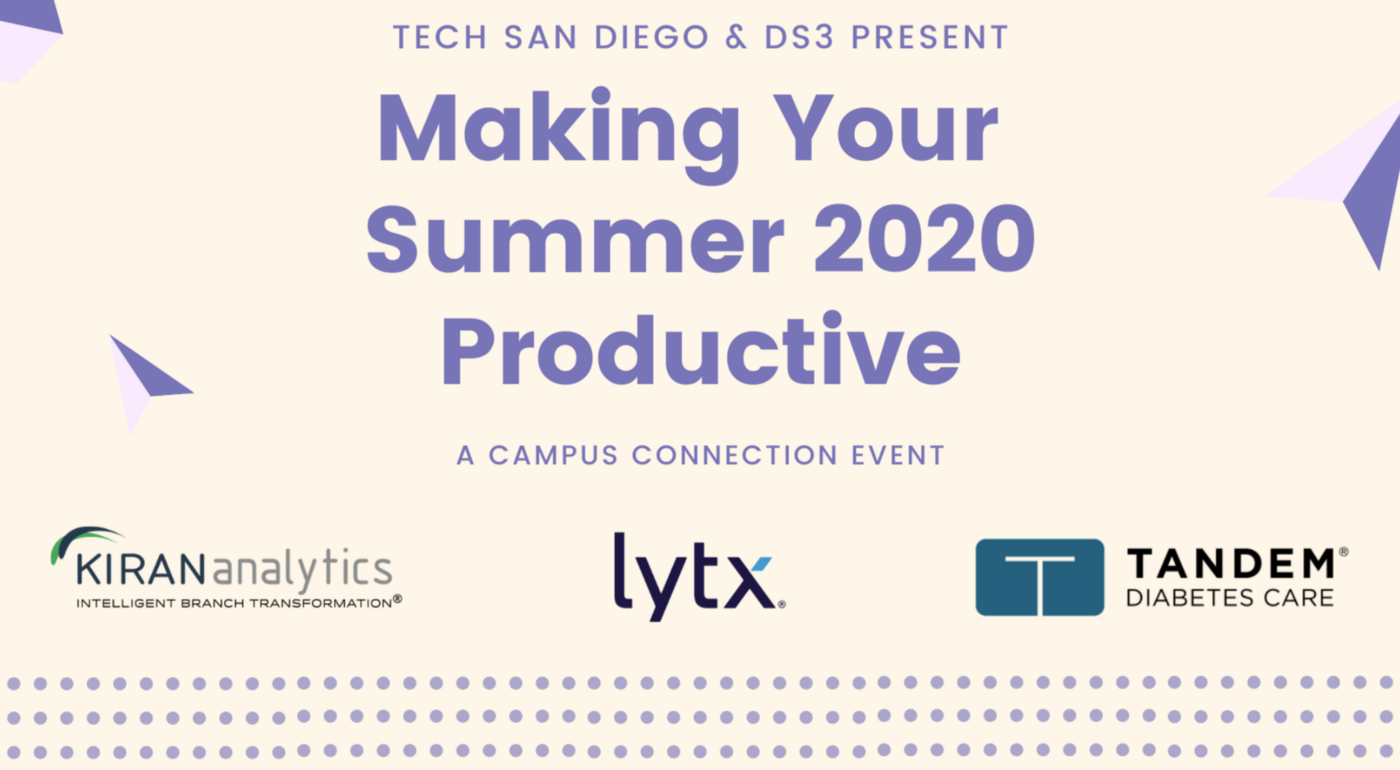 TECH SAN DIEGO & DS3 PRESENT
Making Your
Summer 2020
Productive
A CAMPUS CONNECTION EVENT
KIRANanalytics
INTELLIGENT BRANCH TRANSFORMATION®
lytx®
T
TANDEM®
DIABETES CARE